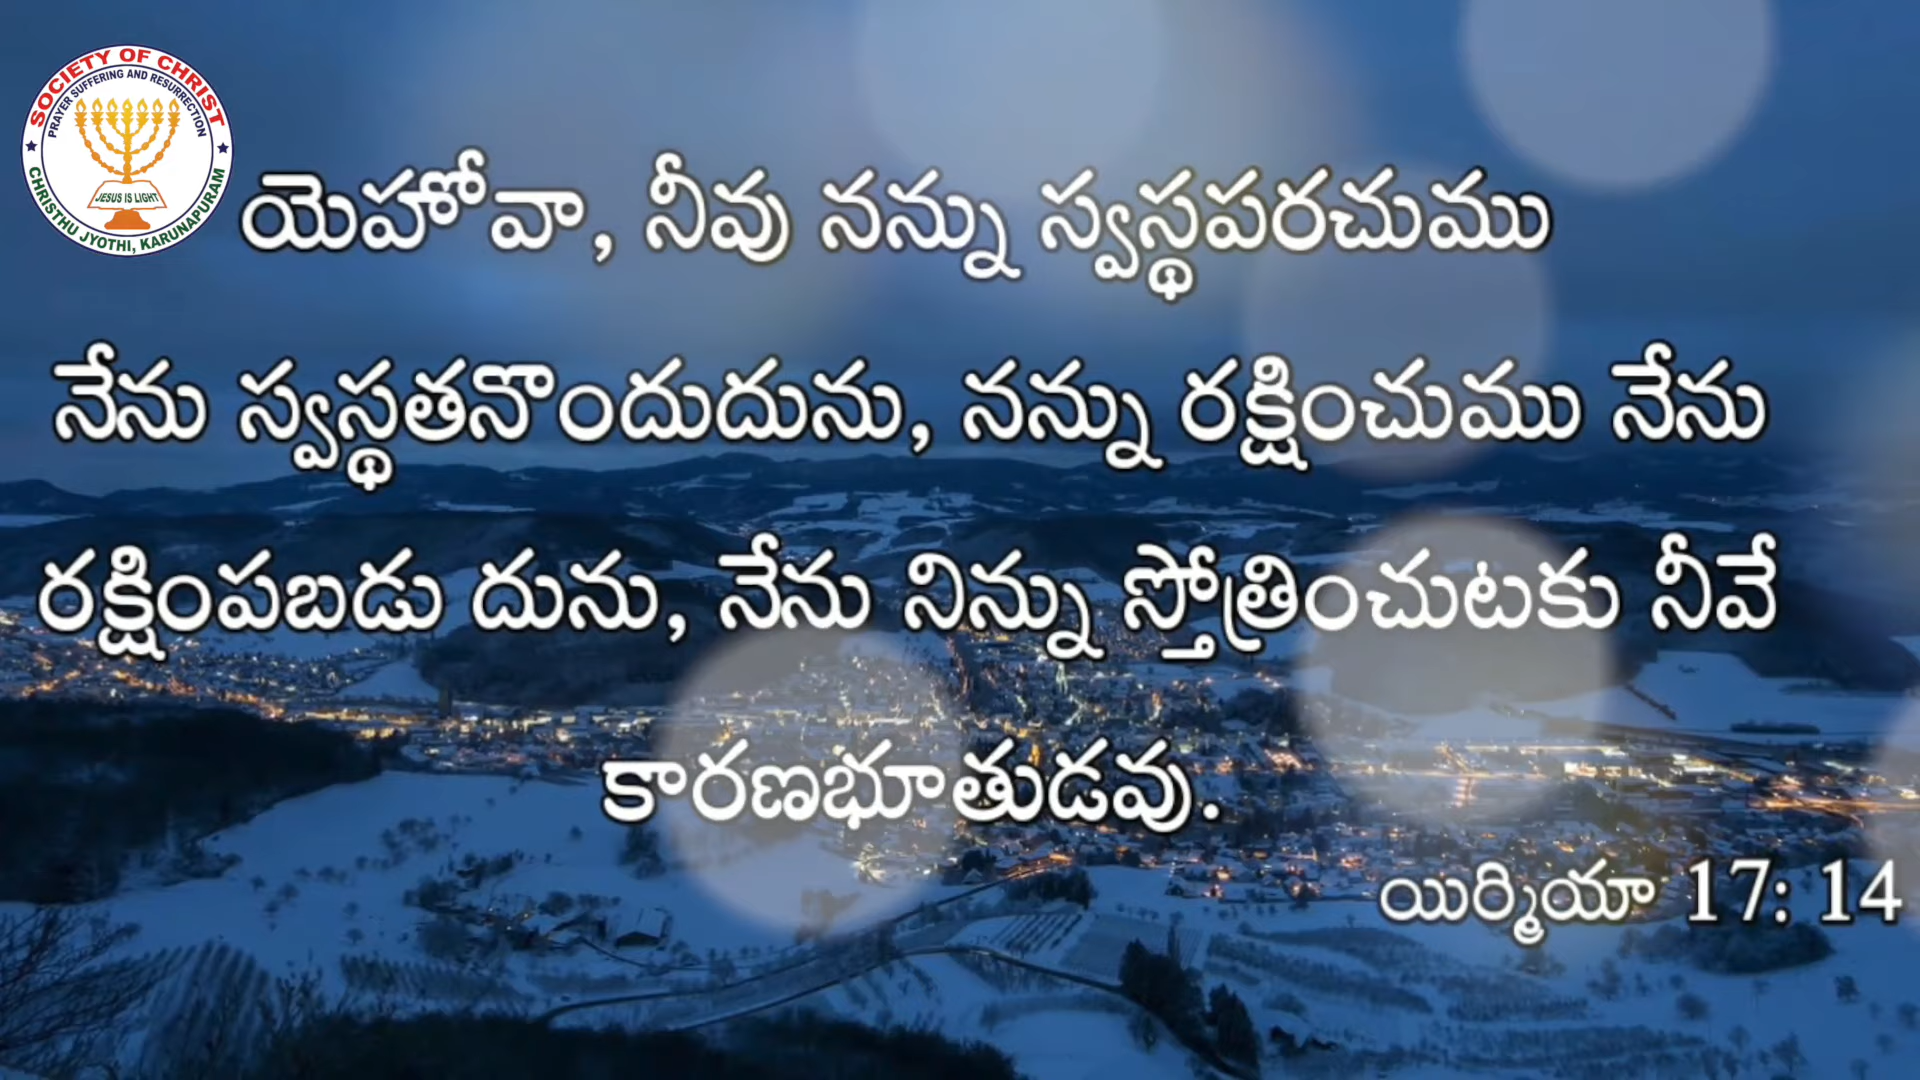 SOCIETY OF CHRIST
PRAYER SUFFERING AND RESURRECTION
JESUS IS LIGHT
CHRISTHU JYOTHI, KARUNAPURAM
యెహోవా, నీవు నన్ను స్వస్థపరచుము
నేను స్వస్థతనొందుదును, నన్ను రక్షించుము నేను
రక్షింపబడు దును, నేను నిన్ను స్తోత్రించుటకు నీవే
కారణభూతుడవు.
యిర్మియా 17: 14